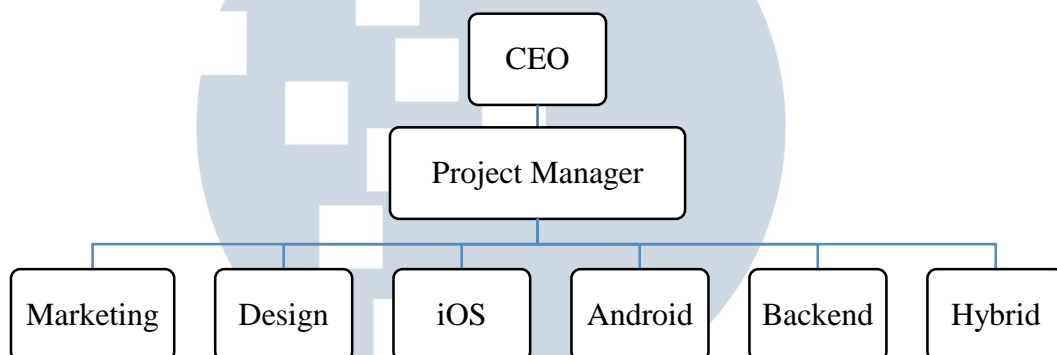 CEO
Project Manager
Marketing
Design
iOS
Android
Backend
Hybrid